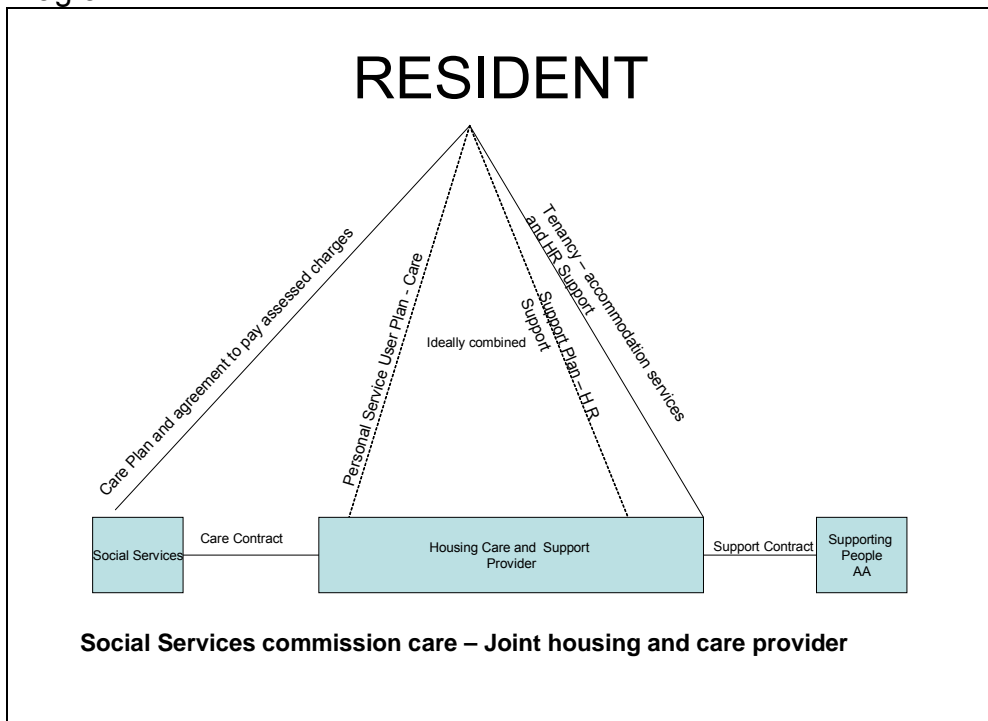 RESIDENT
Care Plan and agreement to pay assessed charges
Personal Service User Plan - Care
Ideally combined
Support Plan – H.R
Support
Tenancy – accommodation services
and HR Support
Social Services
Care Contract
Housing Care and Support
Provider
Support Contract
Supporting
People
AA
Social Services commission care – Joint housing and care provider